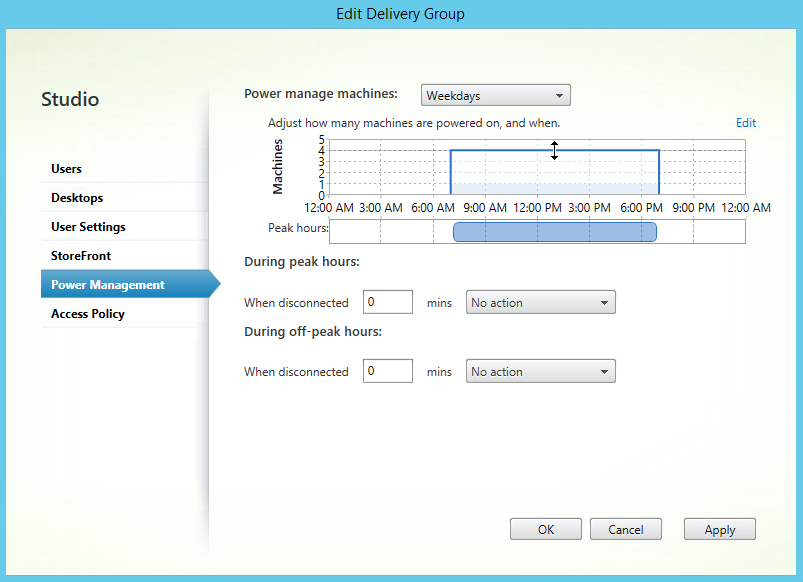 Edit Delivery Group
Studio
Users
Desktops
User Settings
StoreFront
Power Management
Access Policy
Power manage machines: Weekdays
Adjust how many machines are powered on, and when. Edit
Machines
5
4
3
2
1
0
12:00 AM 3:00 AM 6:00 AM 9:00 AM 12:00 PM 3:00 PM 6:00 PM 9:00 PM 12:00 AM
Peak hours:
During peak hours:
When disconnected 0 mins No action
During off-peak hours:
When disconnected 0 mins No action
OK Cancel Apply